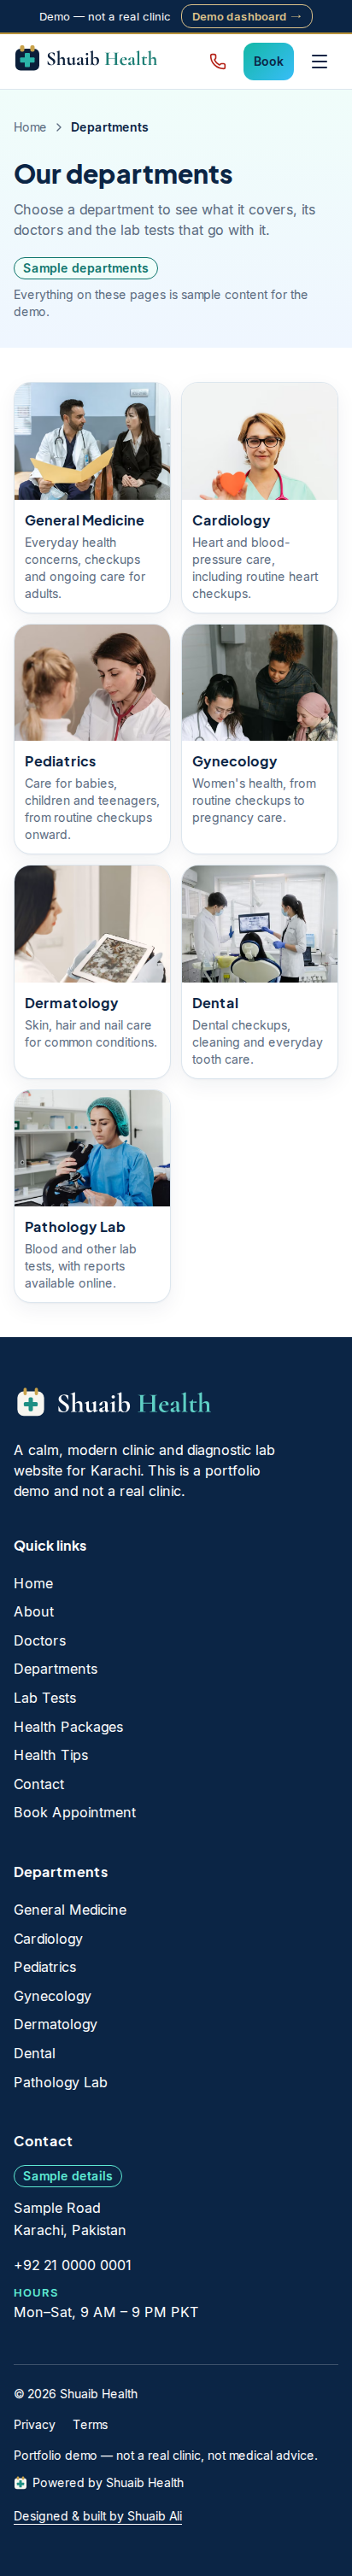 Demo — not a real clinic Demo dashboard →
Shuaib Health Book
Home > Departments
Our departments
Choose a department to see what it covers, its
doctors and the lab tests that go with it.
Sample departments
Everything on these pages is sample content for the
demo.
General Medicine
Everyday health
concerns, checkups
and ongoing care for
adults.
Cardiology
Heart and blood-
pressure care,
including routine heart
checkups.
Pediatrics
Care for babies,
children and teenagers,
from routine checkups
onward.
Gynecology
Women's health, from
routine checkups to
pregnancy care.
Dermatology
Skin, hair and nail care
for common conditions.
Dental
Dental checkups,
cleaning and everyday
tooth care.
Pathology Lab
Blood and other lab
tests, with reports
available online.
Shuaib Health
A calm, modern clinic and diagnostic lab
website for Karachi. This is a portfolio
demo and not a real clinic.
Quick links
Home
About
Doctors
Departments
Lab Tests
Health Packages
Health Tips
Contact
Book Appointment
Departments
General Medicine
Cardiology
Pediatrics
Gynecology
Dermatology
Dental
Pathology Lab
Contact
Sample details
Sample Road
Karachi, Pakistan
+92 21 0000 0001
HOURS
Mon–Sat, 9 AM – 9 PM PKT
© 2026 Shuaib Health
Privacy Terms
Portfolio demo — not a real clinic, not medical advice.
Powered by Shuaib Health
Designed & built by Shuaib Ali